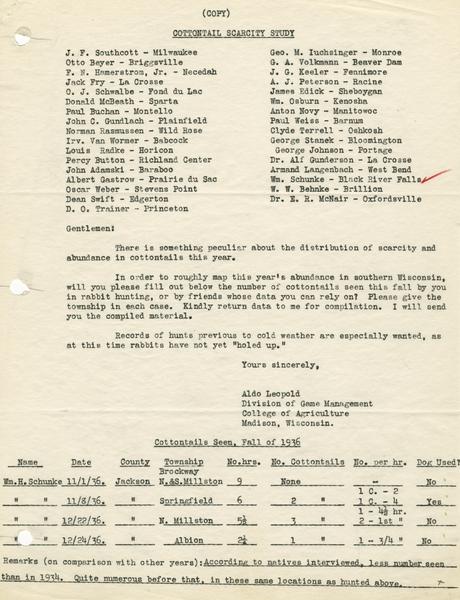 (COPY)
COTTONTAIL SCARCITY STUDY
J. F. Southcott - Milwaukee
Otto Beyer - Briggsville
F. N. Hamerstrom, Jr. - Necedah
Jack Fry - La Crosse
O. J. Schwalbe - Fond du Lac
Donald McBeath - Sparta
Paul Buchan - Montello
John C. Gundlach - Plainfield
Norman Rasmussen - Wild Rose
Irv. Van Wormer - Babcock
Louis Radke - Horicon
Percy Button - Richland Center
John Adamski - Baraboo
Albert Gastrow - Prairie du Sac
Oscar Weber - Stevens Point
Dean Swift - Edgerton
D. O. Trainer - Princeton
Geo. M. Iuchsinger - Monroe
G. A. Volkmann - Beaver Dam
J. G. Keeler - Fennimore
A. J. Peterson - Racine
James Edick - Sheboygan
Wm. Osburn - Kenosha
Anton Novy - Manitowoc
Paul Weiss - Barnum
Clyde Terrell - Oshkosh
George Stanek - Bloomington
George Johnson - Portage
Dr. Alf Gunderson - La Crosse
Armand Langenbach - West Bend
Wm. Schunke - Black River Falls
W. W. Behnke - Brillion
Dr. E. R. McNair - Oxfordsville
Gentlemen:
There is something peculiar about the distribution of scarcity and
abundance in cottontails this year.
In order to roughly map this year's abundance in southern Wisconsin,
will you please fill out below the number of cottontails seen this fall by you
in rabbit hunting, or by friends whose data you can rely on? Please give the
township in each case. Kindly return data to me for compilation. I will send
you the compiled material.
Records of hunts previous to cold weather are especially wanted, as
at this time rabbits have not yet "holed up."
Yours sincerely,
Aldo Leopold
Division of Game Management
College of Agriculture
Madison, Wisconsin.
Cottontails Seen, Fall of 1936
Name Date County Township No.hrs. No. Cottontails No. per hr. Dog Used?
Brockway
Wm.H. Schunke 11/1/36. Jackson N.&S.Millston 9 None - No
1 C. - 2
" " 11/8/36. " Springfield 6 2 " 1 C. - 4 Yes
1 - 4½ hr.
" " 12/22/36. " N. Millston 5½ 3 " 2 - 1st " No
" " 12/24/36. " Albion 2½ 1 " 1 - 3/4 " No
Remarks (on comparison with other years): According to natives interviewed, less number seen
than in 1934. Quite numerous before that, in these same locations as hunted above.